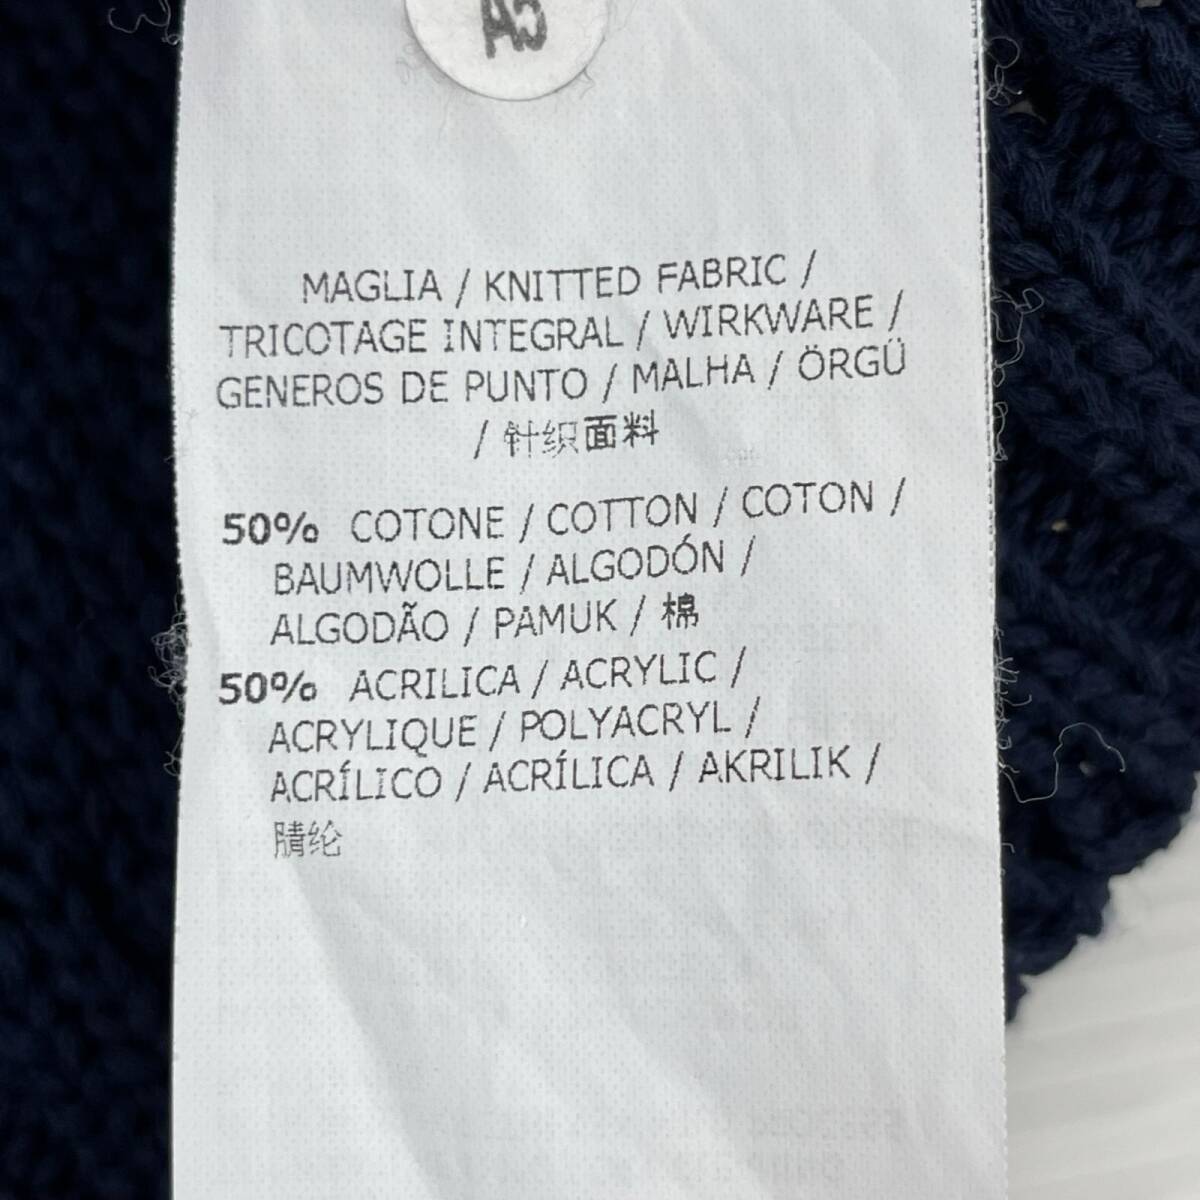 A5
MAGLIA / KNITTED FABRIC /
TRICOTAGE INTEGRAL / WIRKWARE /
GENEROS DE PUNTO / MALHA / ÖRGÜ
/ 针织面料
50% COTONE / COTTON / COTON /
BAUMWOLLE / ALGODÓN /
ALGODÃO / PAMUK / 棉
50% ACRILICA / ACRYLIC /
ACRYLIQUE / POLYACRYL /
ACRÍLICO / ACRÍLICA / AKRILIK /
腈纶